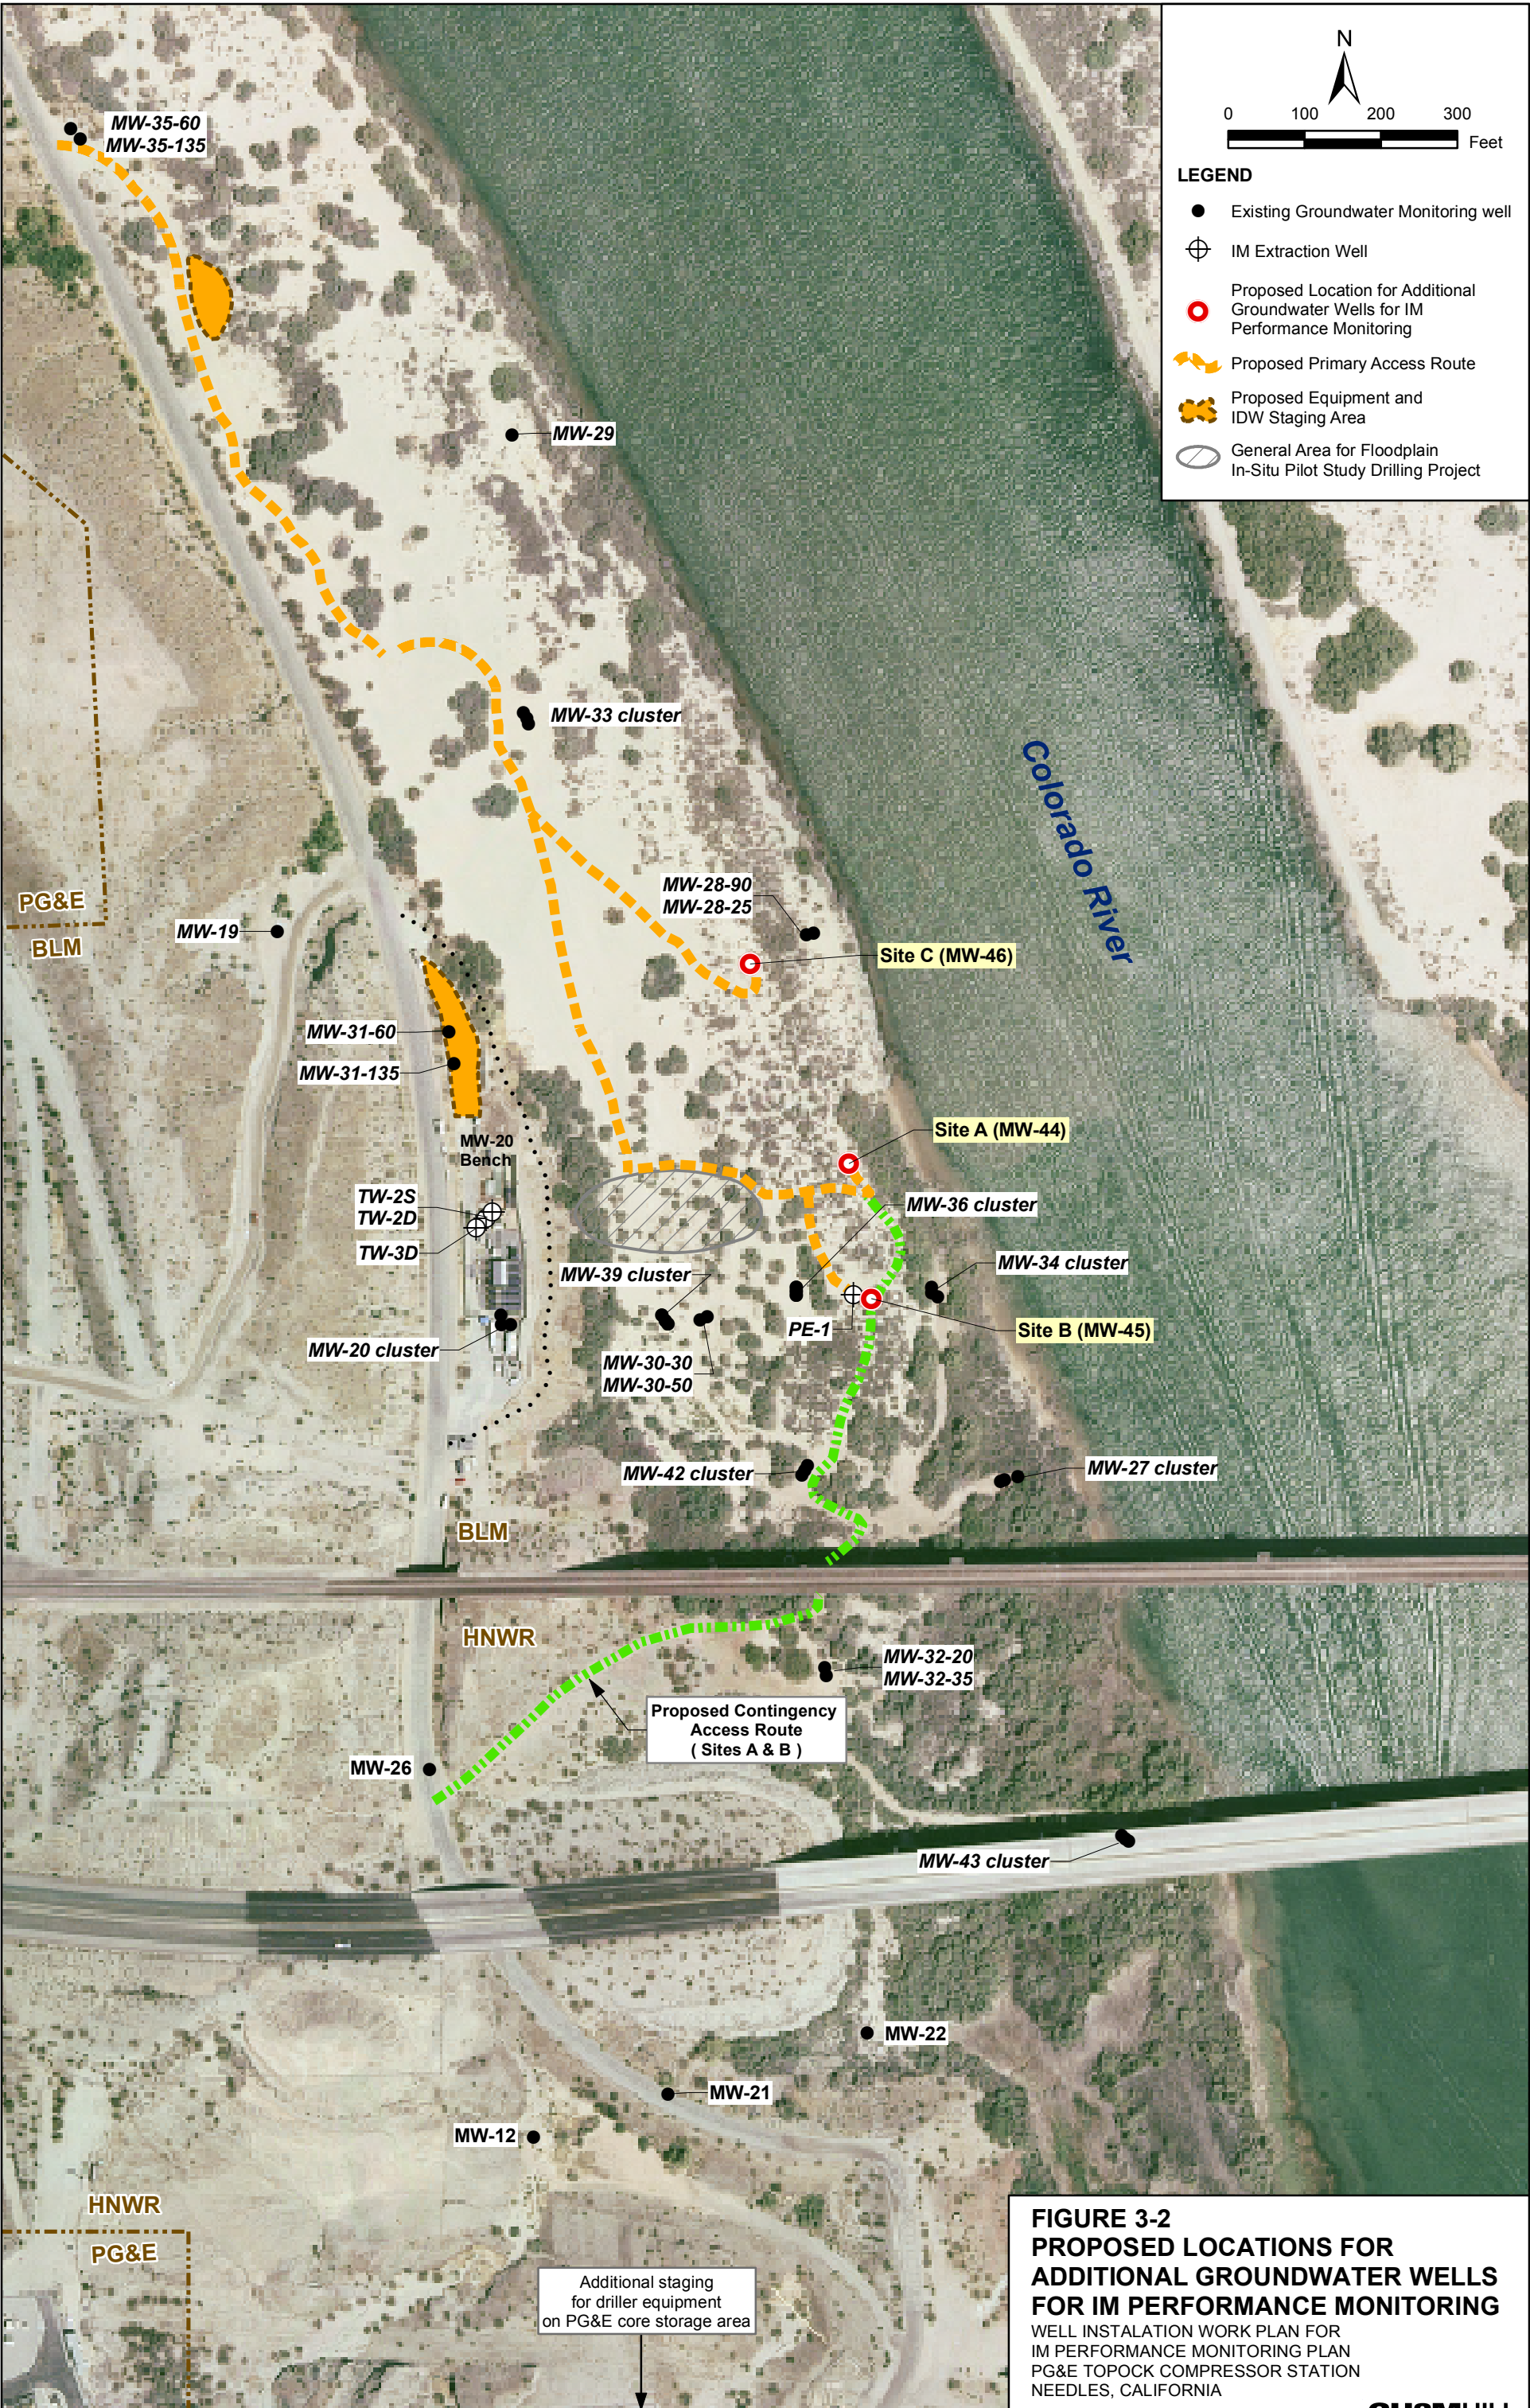 N
0 100 200 300
Feet
LEGEND
Existing Groundwater Monitoring well
IM Extraction Well
Proposed Location for Additional
Groundwater Wells for IM
Performance Monitoring
Proposed Primary Access Route
Proposed Equipment and
IDW Staging Area
General Area for Floodplain
In-Situ Pilot Study Drilling Project
MW-35-60
MW-35-135
MW-29
MW-33 cluster
Colorado River
MW-28-90
MW-28-25
PG&E
BLM
MW-19
Site C (MW-46)
MW-31-60
MW-31-135
Site A (MW-44)
MW-20
Bench
TW-2S
TW-2D
TW-3D
MW-36 cluster
MW-39 cluster
MW-34 cluster
PE-1
Site B (MW-45)
MW-20 cluster
MW-30-30
MW-30-50
MW-42 cluster
MW-27 cluster
BLM
HNWR
MW-32-20
MW-32-35
Proposed Contingency
Access Route
( Sites A & B )
MW-26
MW-43 cluster
MW-22
MW-21
MW-12
HNWR
PG&E
Additional staging
for driller equipment
on PG&E core storage area
FIGURE 3-2
PROPOSED LOCATIONS FOR
ADDITIONAL GROUNDWATER WELLS
FOR IM PERFORMANCE MONITORING
WELL INSTALATION WORK PLAN FOR
IM PERFORMANCE MONITORING PLAN
PG&E TOPOCK COMPRESSOR STATION
NEEDLES, CALIFORNIA